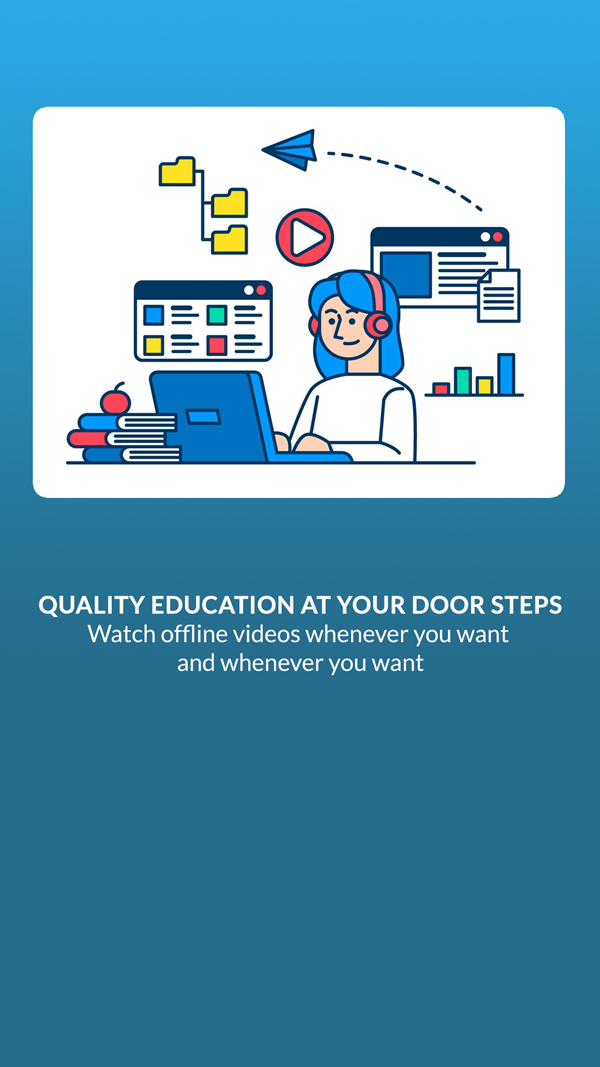 QUALITY EDUCATION AT YOUR DOOR STEPS
Watch offline videos whenever you want
and whenever you want